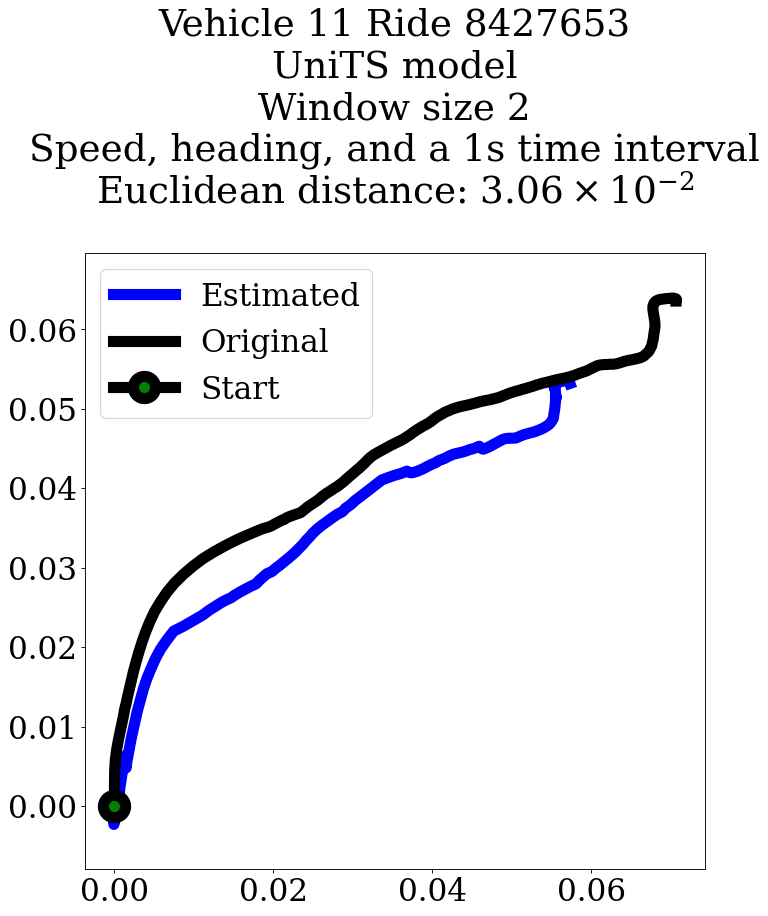 Vehicle 11 Ride 8427653
UniTS model
Window size 2
Speed, heading, and a 1s time interval
Euclidean distance: 3.06 × 10⁻²
Estimated
Original
Start
0.06
0.05
0.04
0.03
0.02
0.01
0.00
0.00 0.02 0.04 0.06